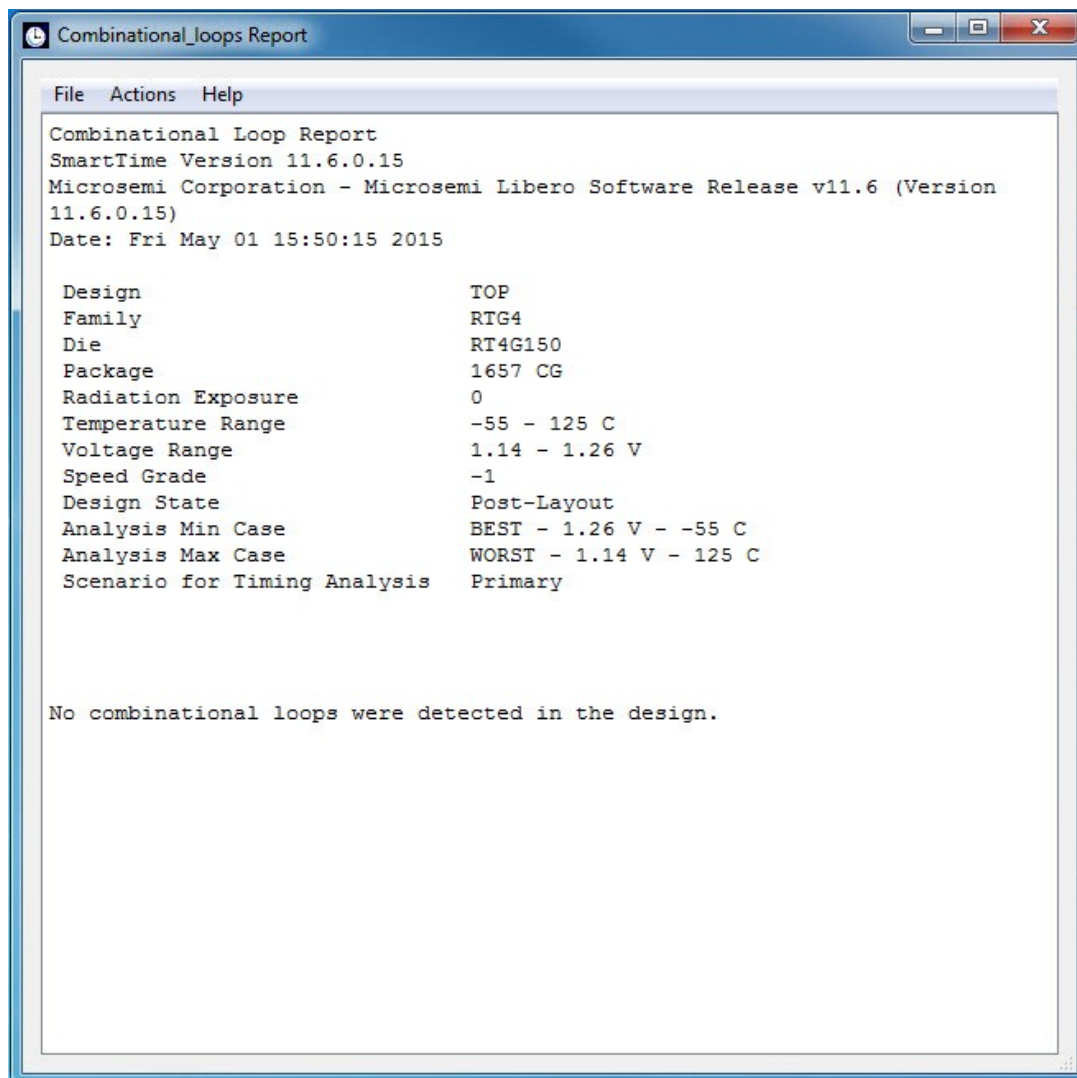 Combinational_loops Report
File Actions Help
Combinational Loop Report
SmartTime Version 11.6.0.15
Microsemi Corporation - Microsemi Libero Software Release v11.6 (Version
11.6.0.15)
Date: Fri May 01 15:50:15 2015
Design TOP
Family RTG4
Die RT4G150
Package 1657 CG
Radiation Exposure 0
Temperature Range -55 - 125 C
Voltage Range 1.14 - 1.26 V
Speed Grade -1
Design State Post-Layout
Analysis Min Case BEST - 1.26 V - -55 C
Analysis Max Case WORST - 1.14 V - 125 C
Scenario for Timing Analysis Primary
No combinational loops were detected in the design.